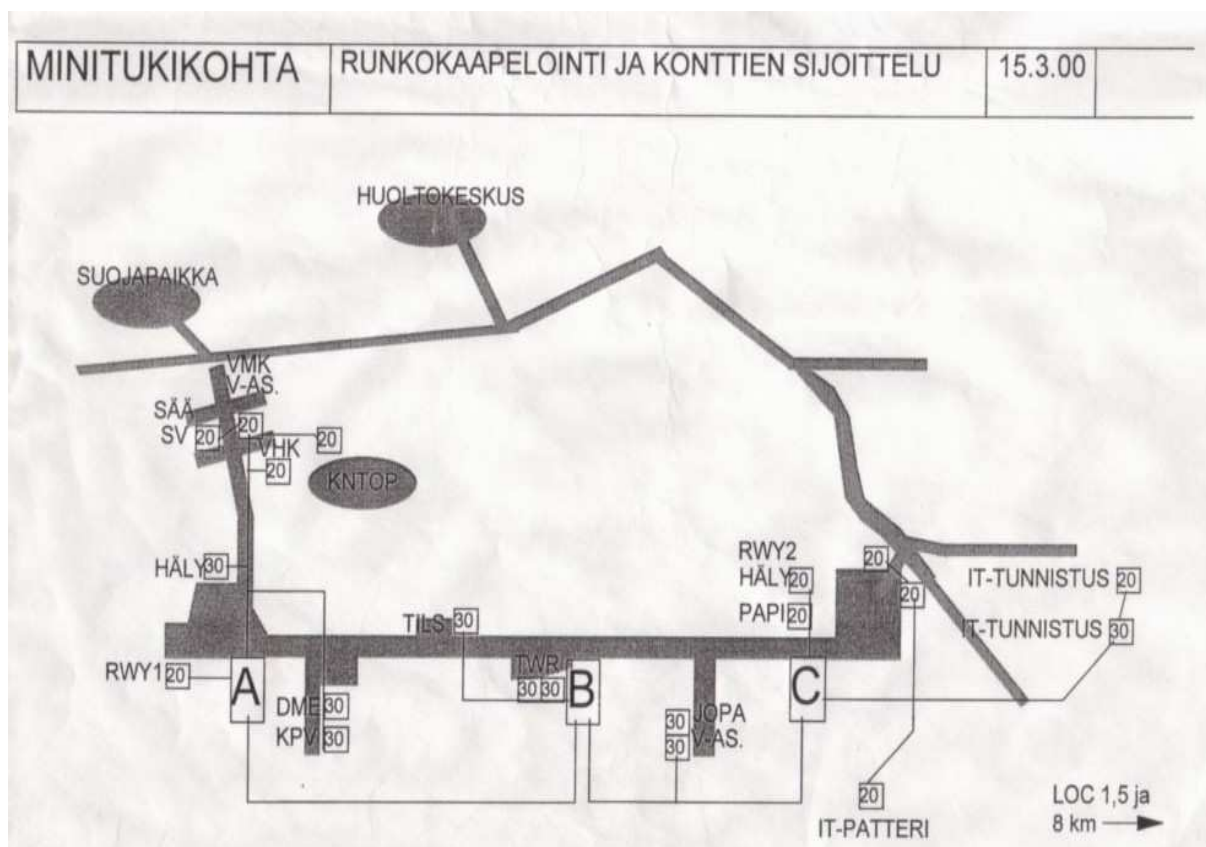 MINITUKIKOHTA
RUNKOKAAPELOINTI JA KONTTIEN SIJOITTELU
15.3.00
HUOLTOKESKUS
SUOJAPAIKKA
VMK
V-AS.
SÄÄ
SV 20
20
20
VHK
20
KNTOP
HÄLY 30
RWY2
20
HÄLY 20
IT-TUNNISTUS 20
20
PAPI 20
TILS 30
IT-TUNNISTUS 30
RWY1 20
A
TWR
30 30
B
C
DME 30
KPV 30
30 JOPA
30 V-AS.
20
IT-PATTERI
LOC 1,5 ja
8 km